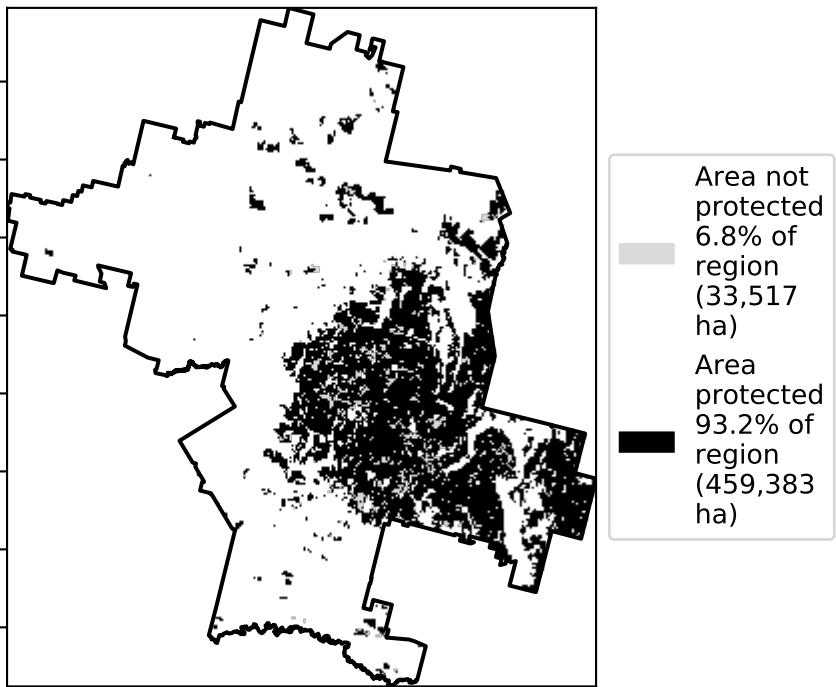 Area not
protected
6.8% of
region
(33,517
ha)
Area
protected
93.2% of
region
(459,383
ha)